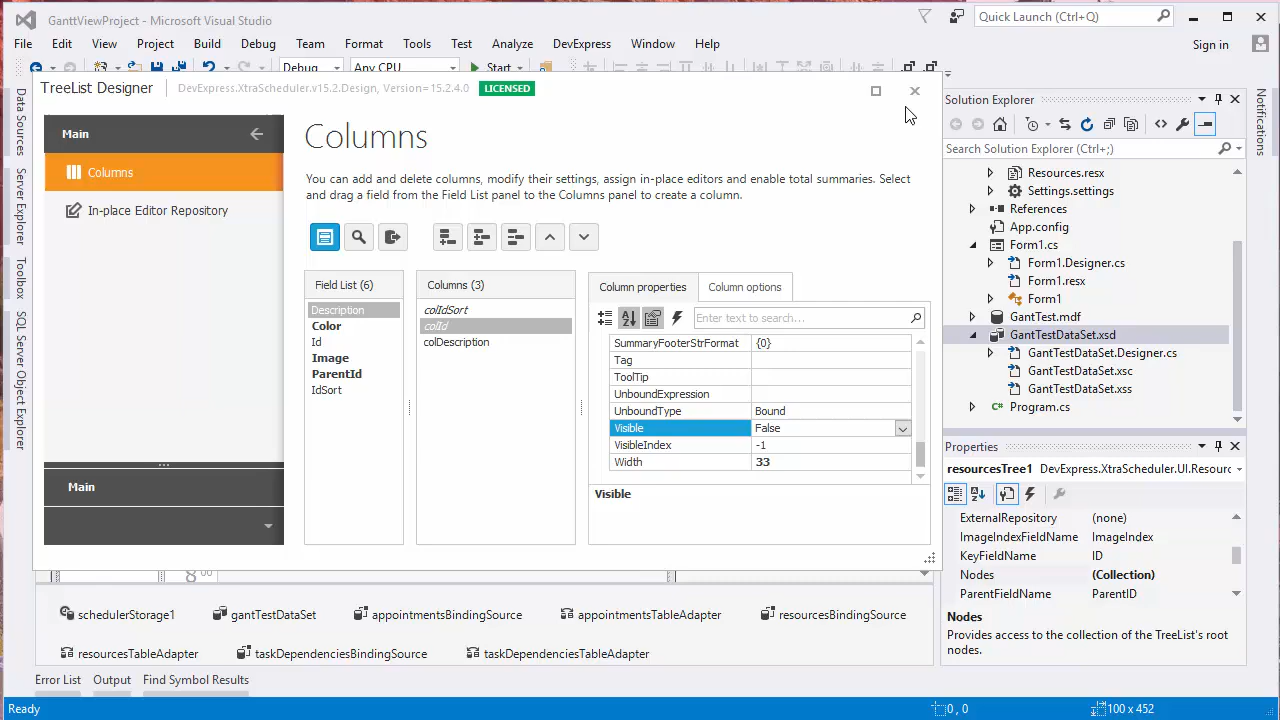 GanttViewProject - Microsoft Visual Studio
Quick Launch (Ctrl+Q)
File Edit View Project Build Debug Team Format Tools Test Analyze DevExpress Window Help
Sign in
Debug Any CPU Start
TreeList Designer
DevExpress.XtraScheduler.v15.2.Design, Version=15.2.4.0
LICENSED
Data Sources
Server Explorer
Toolbox
SQL Server Object Explorer
Main
Columns
In-place Editor Repository
Main
Columns
You can add and delete columns, modify their settings, assign in-place editors and enable total summaries. Select
and drag a field from the Field List panel to the Columns panel to create a column.
Field List (6)
Description
Color
Id
Image
ParentId
IdSort
Columns (3)
colIdSort
colId
colDescription
Column properties
Column options
Enter text to search...
SummaryFooterStrFormat {0}
Tag
ToolTip
UnboundExpression
UnboundType Bound
Visible False
VisibleIndex -1
Width 33
Visible
Solution Explorer
Search Solution Explorer (Ctrl+;)
Resources.resx
Settings.settings
References
App.config
Form1.cs
Form1.Designer.cs
Form1.resx
Form1
GantTest.mdf
GantTestDataSet.xsd
GantTestDataSet.Designer.cs
GantTestDataSet.xsc
GantTestDataSet.xss
Program.cs
Notifications
Properties
resourcesTree1 DevExpress.XtraScheduler.UI.Resourc
ExternalRepository (none)
ImageIndexFieldName ImageIndex
KeyFieldName ID
Nodes (Collection)
ParentFieldName ParentID
Nodes
Provides access to the collection of the TreeList's root
nodes.
8 00
schedulerStorage1 gantTestDataSet appointmentsBindingSource appointmentsTableAdapter resourcesBindingSource
resourcesTableAdapter taskDependenciesBindingSource taskDependenciesTableAdapter
Error List Output Find Symbol Results
Ready
0 , 0
100 x 452